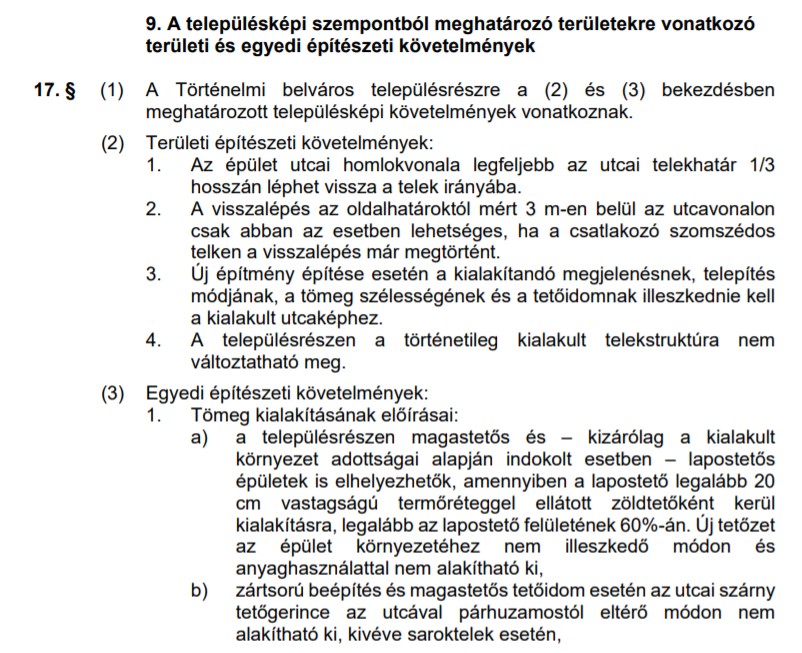 9. A településképi szempontból meghatározó területekre vonatkozó
területi és egyedi építészeti követelmények
17. § (1) A Történelmi belváros településrészre a (2) és (3) bekezdésben
meghatározott településképi követelmények vonatkoznak.
(2) Területi építészeti követelmények:
1. Az épület utcai homlokvonala legfeljebb az utcai telekhatár 1/3
hosszán léphet vissza a telek irányába.
2. A visszalépés az oldalhatároktól mért 3 m-en belül az utcavonalon
csak abban az esetben lehetséges, ha a csatlakozó szomszédos
telken a visszalépés már megtörtént.
3. Új építmény építése esetén a kialakítandó megjelenésnek, telepítés
módjának, a tömeg szélességének és a tetőidomnak illeszkednie kell
a kialakult utcaképhez.
4. A településrészen a történetileg kialakult telekstruktúra nem
változtatható meg.
(3) Egyedi építészeti követelmények:
1. Tömeg kialakításának előírásai:
a) a településrészen magastetős és – kizárólag a kialakult
környezet adottságai alapján indokolt esetben – lapostetős
épületek is elhelyezhetők, amennyiben a lapostető legalább 20
cm vastagságú termőréteggel ellátott zöldtetőként kerül
kialakításra, legalább az lapostető felületének 60%-án. Új tetőzet
az épület környezetéhez nem illeszkedő módon és
anyaghasználattal nem alakítható ki,
b) zártsorú beépítés és magastetős tetőidom esetén az utcai szárny
tetőgerince az utcával párhuzamostól eltérő módon nem
alakítható ki, kivéve saroktelek esetén,